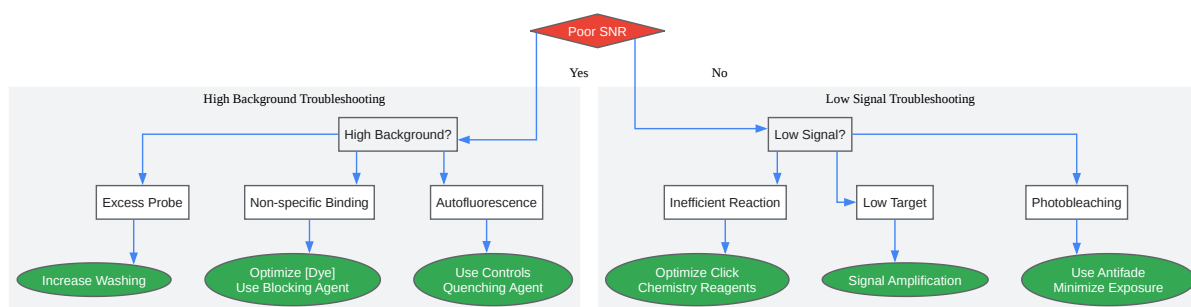 Poor SNR
Yes
No
High Background Troubleshooting
Low Signal Troubleshooting
High Background?
Low Signal?
Excess Probe
Non-specific Binding
Autofluorescence
Inefficient Reaction
Low Target
Photobleaching
Increase Washing
Optimize [Dye]
Use Blocking Agent
Use Controls
Quenching Agent
Optimize Click
Chemistry Reagents
Signal Amplification
Use Antifade
Minimize Exposure